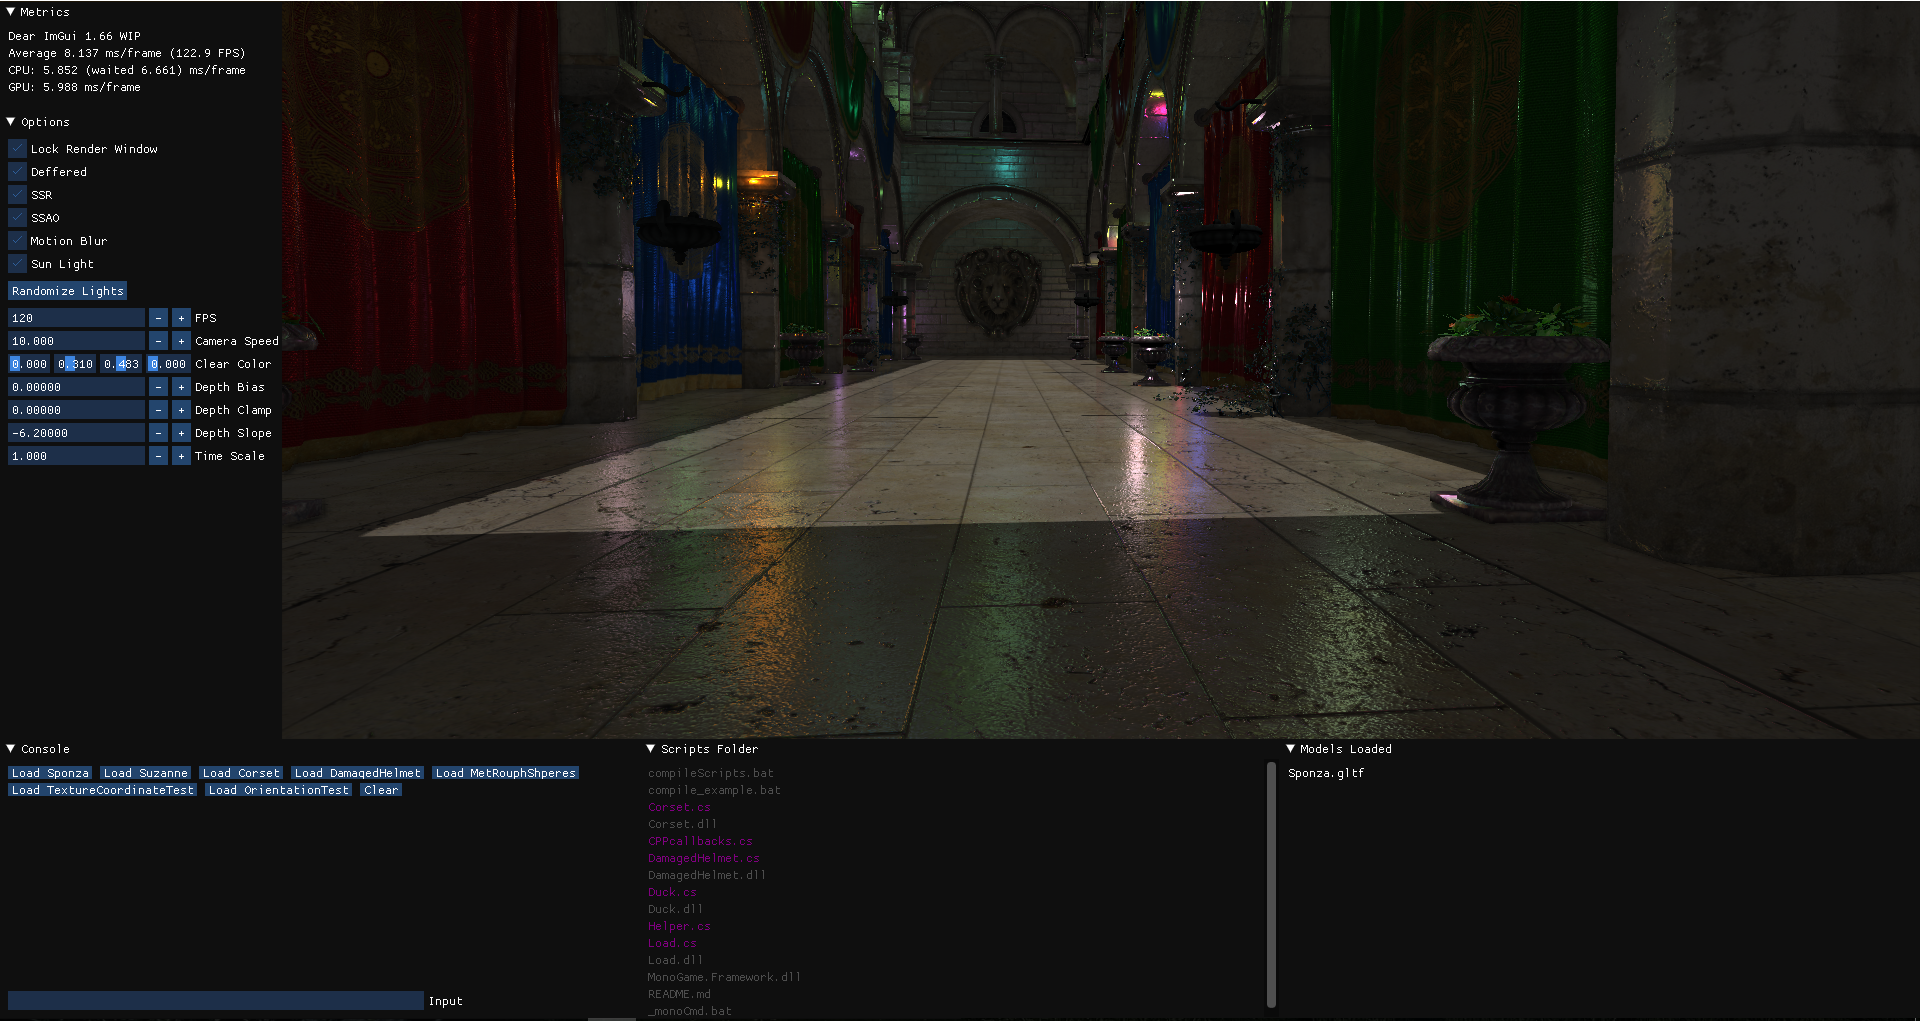 Metrics
Dear ImGui 1.66 WIP
Average 8.137 ms/frame (122.9 FPS)
CPU: 5.852 (waited 6.661) ms/frame
GPU: 5.988 ms/frame
Options
Lock Render Window
Deffered
SSR
SSAO
Motion Blur
Sun Light
Randomize Lights
120 - + FPS
10.000 - + Camera Speed
0.000 0.310 0.483 0.000 Clear Color
0.00000 - + Depth Bias
0.00000 - + Depth Clamp
-6.20000 - + Depth Slope
1.000 - + Time Scale
Console
Load Sponza Load Suzanne Load Corset Load DamagedHelmet Load MetRouphShperes
Load TextureCoordinateTest Load OrientationTest Clear
Input
Scripts Folder
compileScripts.bat
compile_example.bat
Corset.cs
Corset.dll
CPPcallbacks.cs
DamagedHelmet.cs
DamagedHelmet.dll
Duck.cs
Duck.dll
Helper.cs
Load.cs
Load.dll
MonoGame.Framework.dll
README.md
_monoCmd.bat
Models Loaded
Sponza.gltf